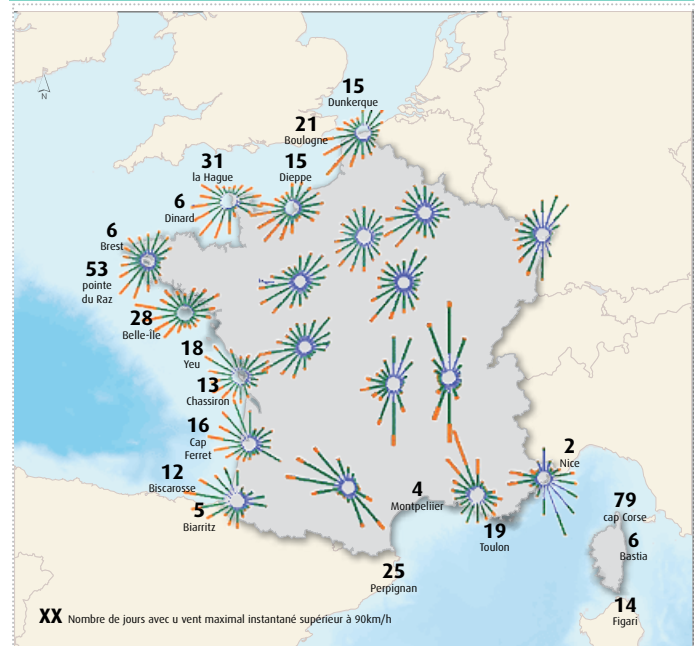 15
Dunkerque
21
Boulogne
31
la Hague
15
Dieppe
6
Dinard
6
Brest
53
pointe
du Raz
28
Belle-Île
18
Yeu
13
Chassiron
16
Cap
Ferret
12
Biscarosse
5
Biarritz
4
Montpeliier
2
Nice
19
Toulon
79
cap Corse
6
Bastia
25
Perpignan
14
Figari
N
XX Nombre de jours avec u vent maximal instantané supérieur à 90km/h